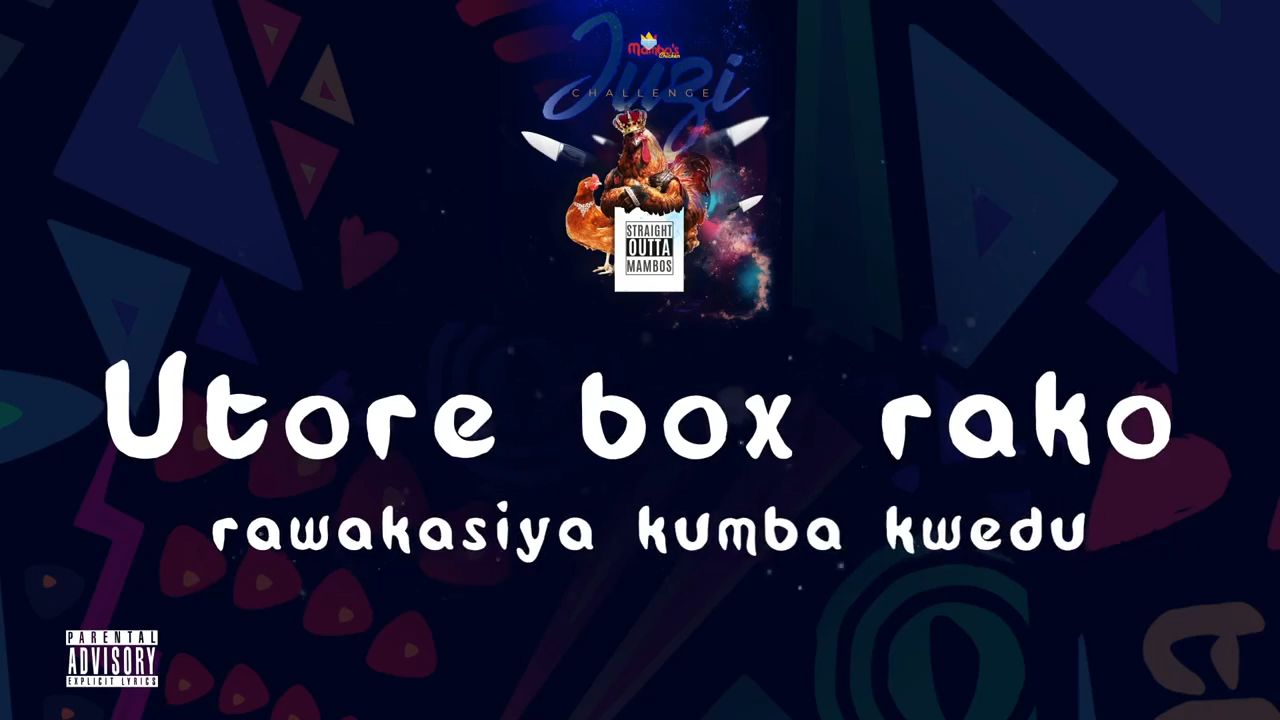 Mambo's
Chicken
Juzi
CHALLENGE
STRAIGHT
OUTTA
MAMBOS
Utore box rako
rawakasiya kumba kwedu
PARENTAL
ADVISORY
EXPLICIT LYRICS